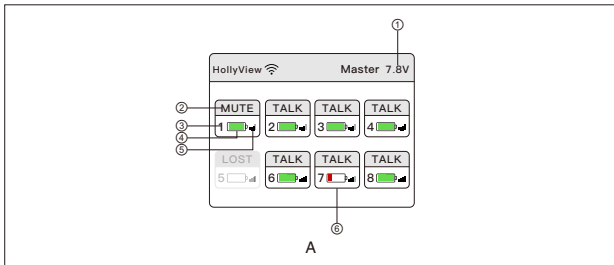 ①
HollyView Master 7.8V
② MUTE TALK TALK TALK
③ 1 2 3 4
④
⑤
LOST TALK TALK TALK
5 6 7 8
⑥
A